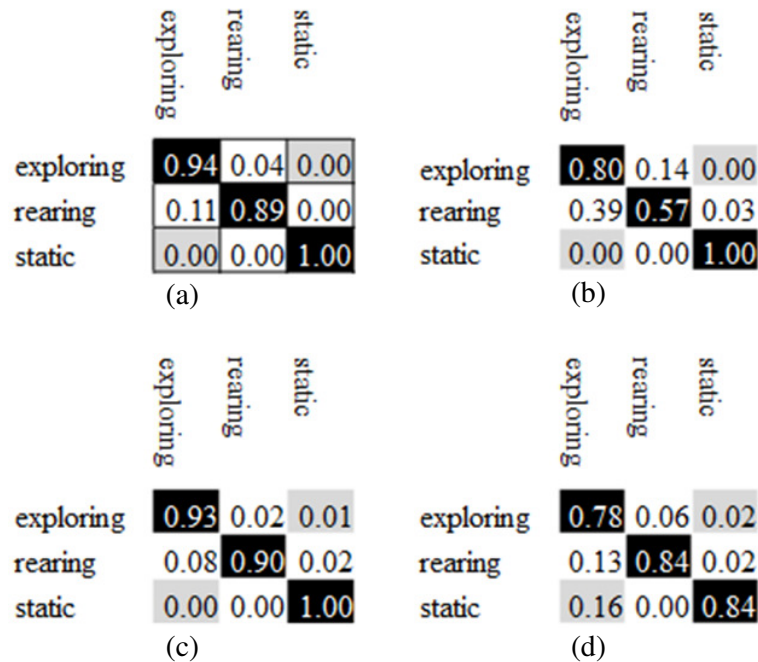 exploring rearing static
exploring 0.94 0.04 0.00
rearing 0.11 0.89 0.00
static 0.00 0.00 1.00
(a)
exploring rearing static
exploring 0.80 0.14 0.00
rearing 0.39 0.57 0.03
static 0.00 0.00 1.00
(b)
exploring rearing static
exploring 0.93 0.02 0.01
rearing 0.08 0.90 0.02
static 0.00 0.00 1.00
(c)
exploring rearing static
exploring 0.78 0.06 0.02
rearing 0.13 0.84 0.02
static 0.16 0.00 0.84
(d)